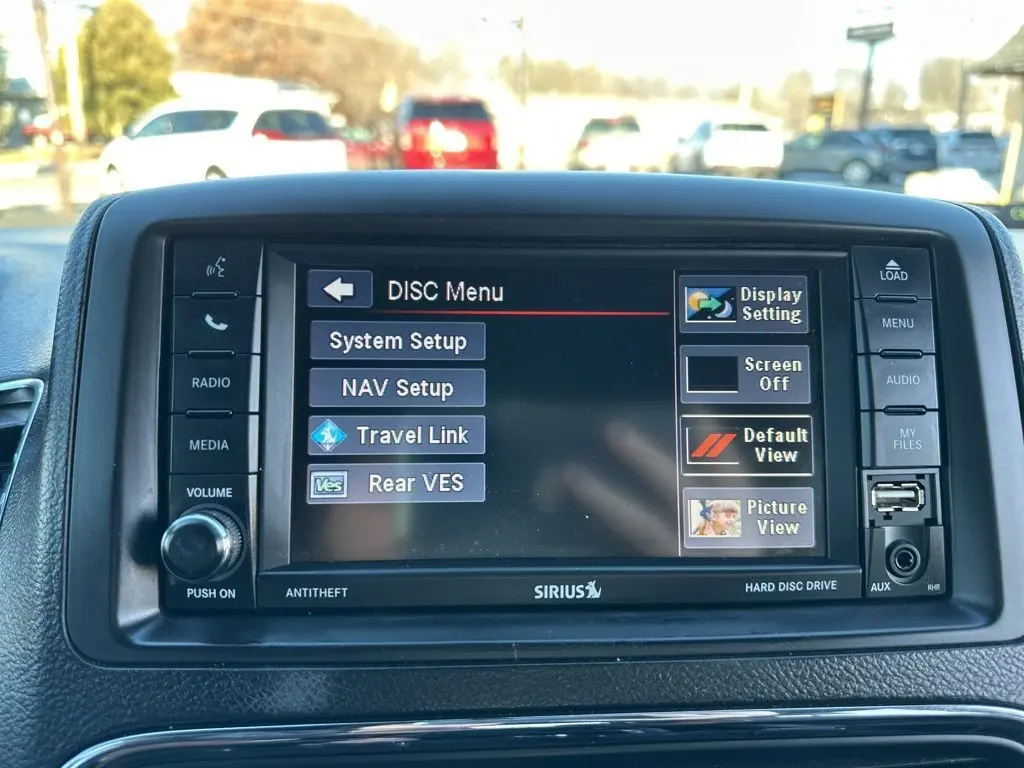 DISC Menu
System Setup
NAV Setup
Travel Link
Ves
Rear VES
Display
Setting
Screen
Off
Default
View
Picture
View
RADIO
MEDIA
VOLUME
PUSH ON
LOAD
MENU
AUDIO
MY
FILES
AUX
RHB
ANTITHEFT
SIRIUS
HARD DISC DRIVE